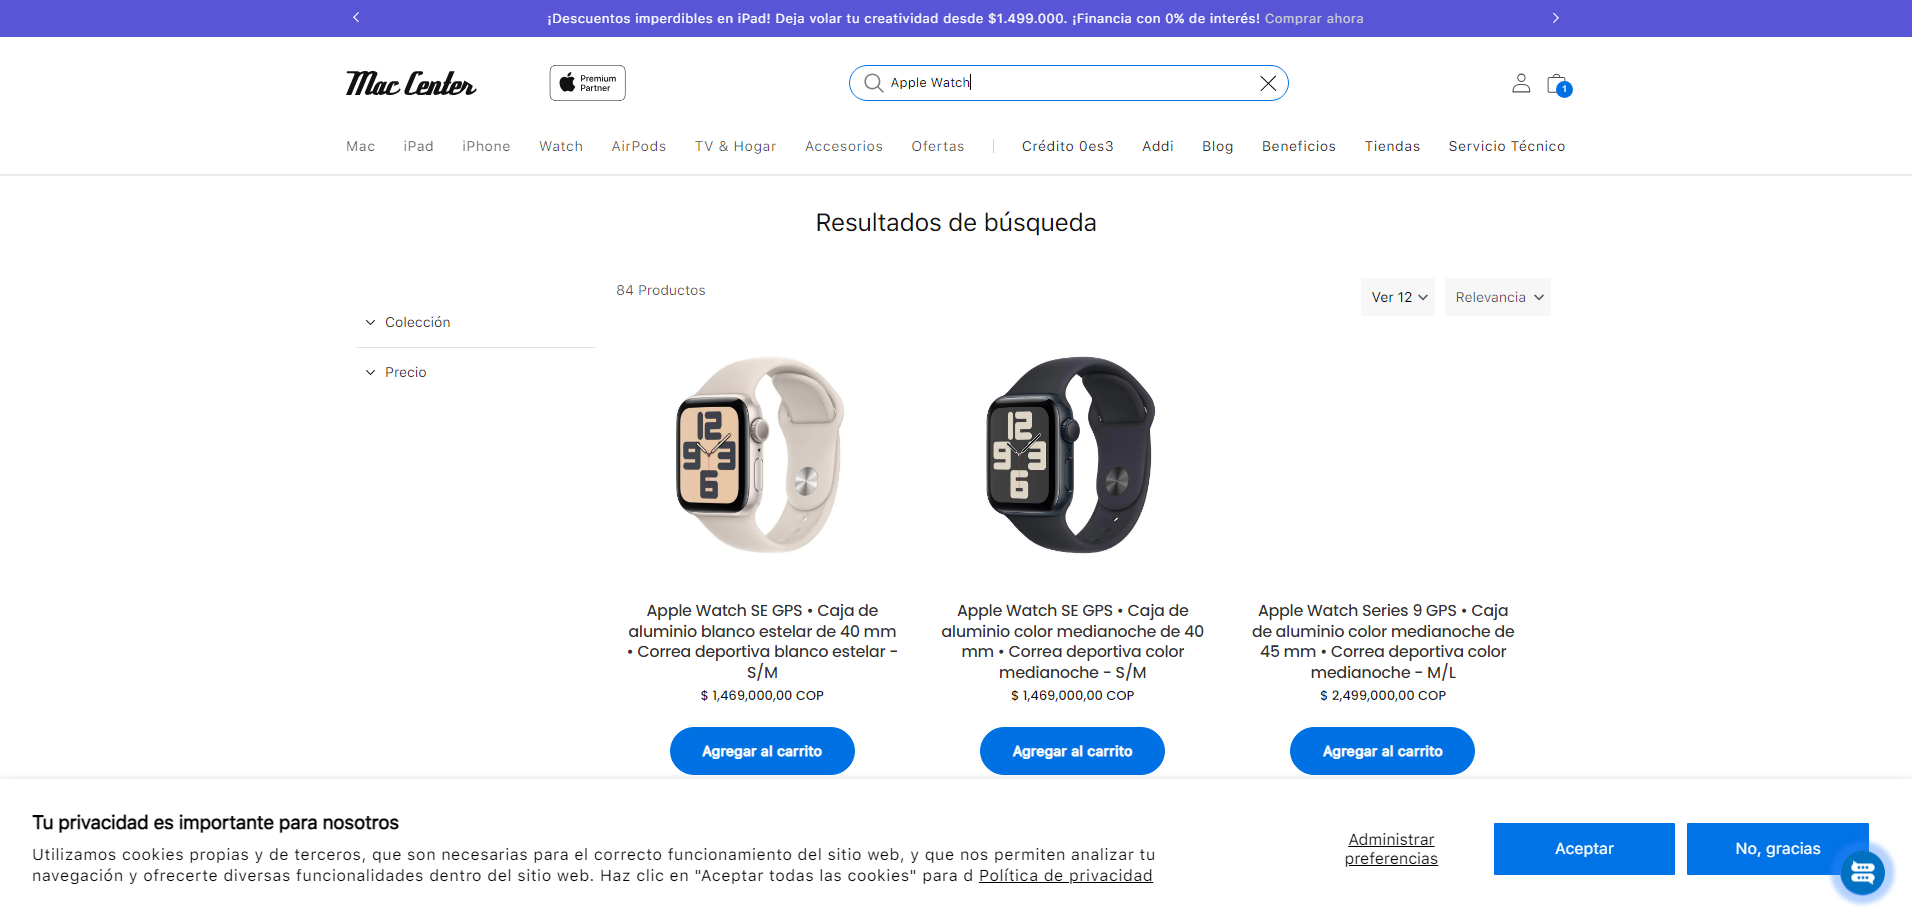 ¡Descuentos imperdibles en iPad! Deja volar tu creatividad desde $1.499.000. ¡Financia con 0% de interés! Comprar ahora
Mac Center
Premium
Partner
Apple Watch
1
Mac iPad iPhone Watch AirPods TV & Hogar Accesorios Ofertas Crédito 0es3 Addi Blog Beneficios Tiendas Servicio Técnico
Resultados de búsqueda
84 Productos
Ver 12
Relevancia
Colección
Precio
12
9 3
6
12
9 3
6
Apple Watch SE GPS • Caja de
aluminio blanco estelar de 40 mm
• Correa deportiva blanco estelar -
S/M
$ 1,469,000,00 COP
Agregar al carrito
Apple Watch SE GPS • Caja de
aluminio color medianoche de 40
mm • Correa deportiva color
medianoche - S/M
$ 1,469,000,00 COP
Agregar al carrito
Apple Watch Series 9 GPS • Caja
de aluminio color medianoche de
45 mm • Correa deportiva color
medianoche - M/L
$ 2,499,000,00 COP
Agregar al carrito
Tu privacidad es importante para nosotros
Utilizamos cookies propias y de terceros, que son necesarias para el correcto funcionamiento del sitio web, y que nos permiten analizar tu
navegación y ofrecerte diversas funcionalidades dentro del sitio web. Haz clic en "Aceptar todas las cookies" para d Política de privacidad
Administrar
preferencias
Aceptar
No, gracias